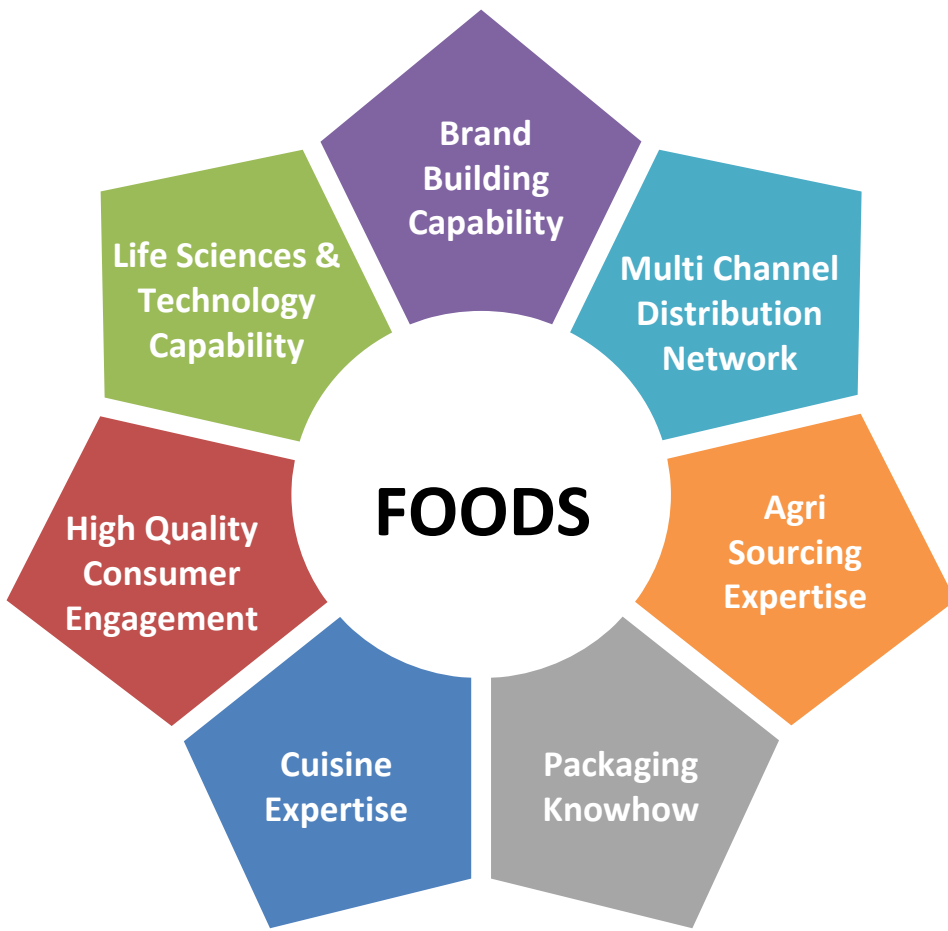 Brand
Building
Capability
Multi Channel
Distribution
Network
Agri
Sourcing
Expertise
Packaging
Knowhow
Cuisine
Expertise
High Quality
Consumer
Engagement
Life Sciences &
Technology
Capability
FOODS